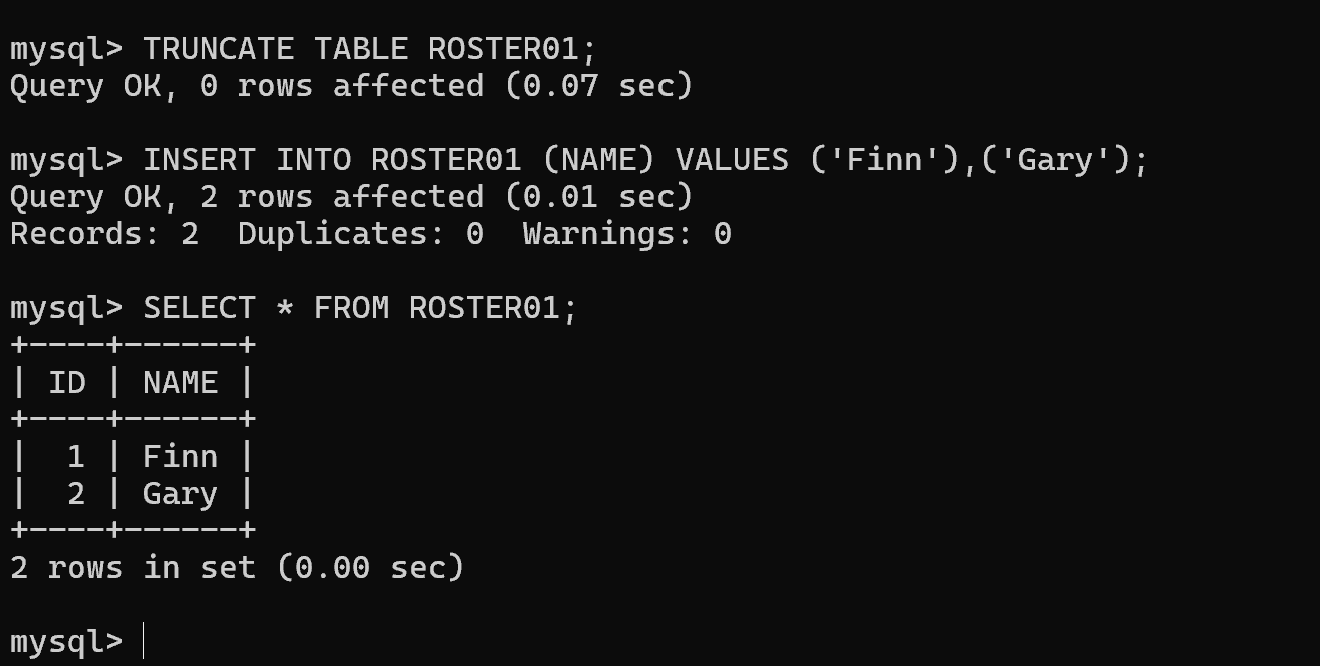 mysql> TRUNCATE TABLE ROSTER01;
Query OK, 0 rows affected (0.07 sec)
mysql> INSERT INTO ROSTER01 (NAME) VALUES ('Finn'),('Gary');
Query OK, 2 rows affected (0.01 sec)
Records: 2  Duplicates: 0  Warnings: 0
mysql> SELECT * FROM ROSTER01;
+----+------+
| ID | NAME |
+----+------+
|  1 | Finn |
|  2 | Gary |
+----+------+
2 rows in set (0.00 sec)
mysql>